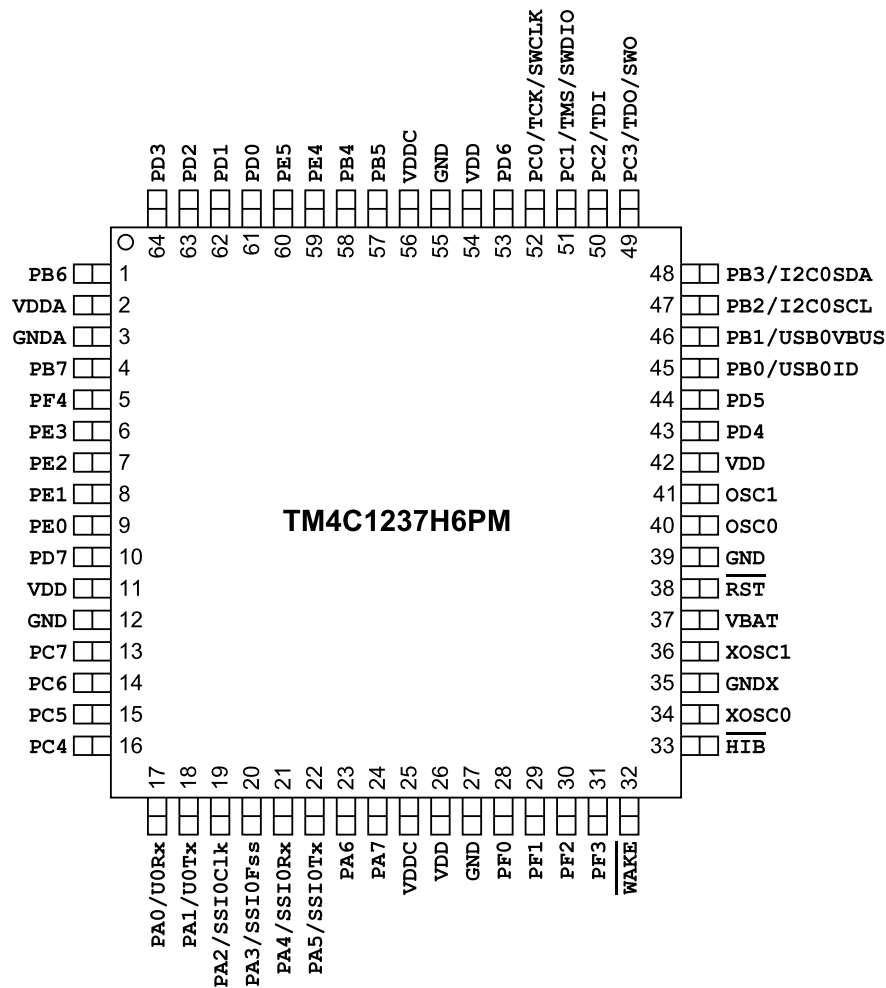 PC0/TCK/SWCLK
PC1/TMS/SWDIO
PC2/TDI
PC3/TDO/SWO
PD3
PD2
PD1
PD0
PE5
PE4
PB4
PB5
VDDC
GND
VDD
PD6
64
63
62
61
60
59
58
57
56
55
54
53
52
51
50
49
PB6 1
VDDA 2
GNDA 3
PB7 4
PF4 5
PE3 6
PE2 7
PE1 8
PE0 9
PD7 10
VDD 11
GND 12
PC7 13
PC6 14
PC5 15
PC4 16
TM4C1237H6PM
48 PB3/I2C0SDA
47 PB2/I2C0SCL
46 PB1/USB0VBUS
45 PB0/USB0ID
44 PD5
43 PD4
42 VDD
41 OSC1
40 OSC0
39 GND
38 RST
37 VBAT
36 XOSC1
35 GNDX
34 XOSC0
33 HIB
17
18
19
20
21
22
23
24
25
26
27
28
29
30
31
32
PA0/U0Rx
PA1/U0Tx
PA2/SSI0Clk
PA3/SSI0Fss
PA4/SSI0Rx
PA5/SSI0Tx
PA6
PA7
VDDC
VDD
GND
PF0
PF1
PF2
PF3
WAKE